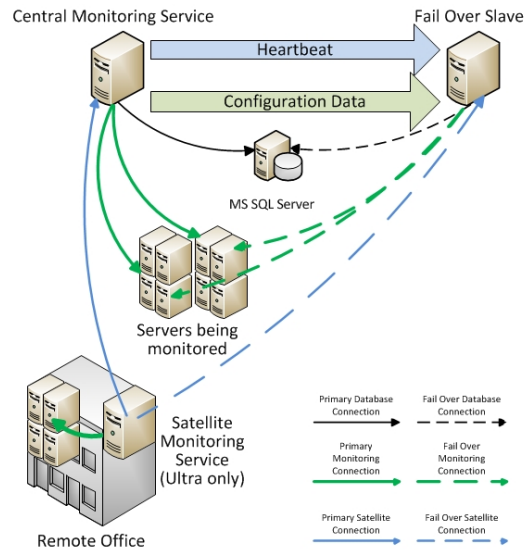 Central Monitoring Service
Fail Over Slave
Heartbeat
Configuration Data
MS SQL Server
Servers being
monitored
Satellite
Monitoring
Service
(Ultra only)
Remote Office
Primary Database
Connection
Fail Over Database
Connection
Primary
Monitoring
Connection
Fail Over
Monitoring
Connection
Primary Satellite
Connection
Fail Over Satellite
Connection